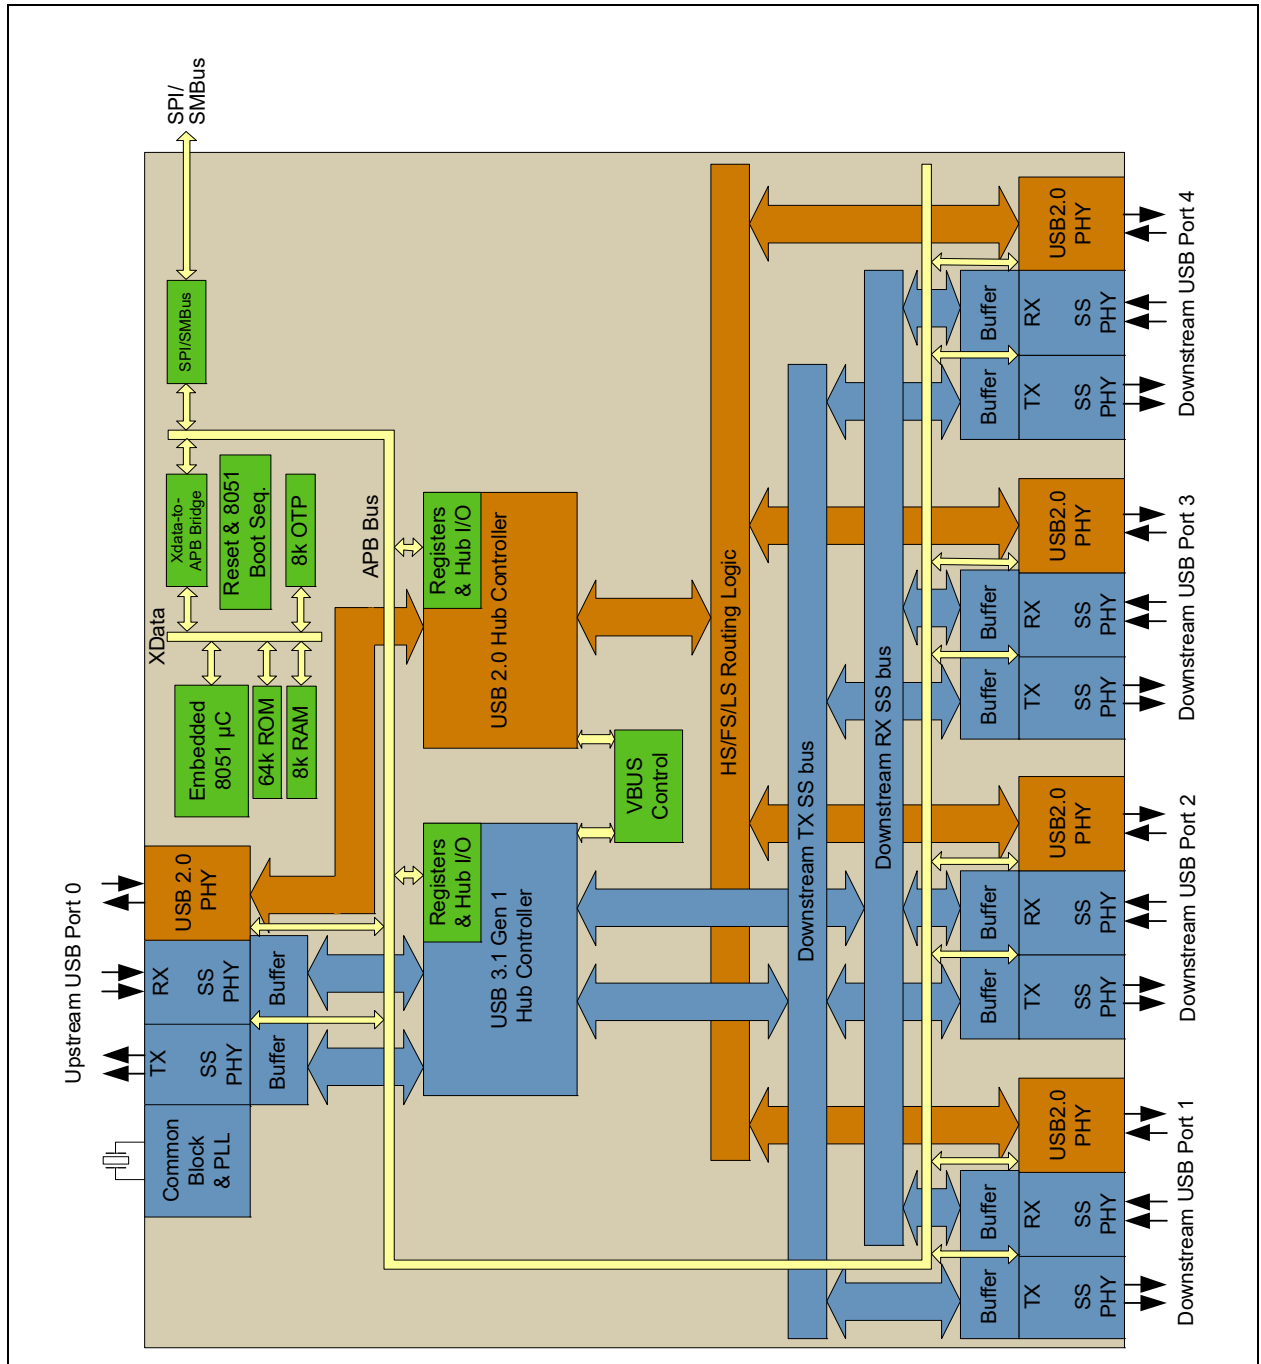 SPI/
SMBus
SPI/SMBus
Xdata-to-
APB Bridge
Reset & 8051
Boot Seq.
8k OTP
XData
Embedded
8051 µC
64k ROM
8k RAM
APB Bus
Upstream USB Port 0
USB 2.0
PHY
RX
SS
PHY
Buffer
TX
SS
PHY
Buffer
Common
Block
& PLL
Registers
& Hub I/O
USB 2.0 Hub Controller
VBUS
Control
Registers
& Hub I/O
USB 3.1 Gen 1
Hub Controller
HS/FS/LS Routing Logic
Downstream TX SS bus
Downstream RX SS bus
USB2.0
PHY
Buffer
RX
SS
PHY
Buffer
TX
SS
PHY
Downstream USB Port 4
USB2.0
PHY
Buffer
RX
SS
PHY
Buffer
TX
SS
PHY
Downstream USB Port 3
USB2.0
PHY
Buffer
RX
SS
PHY
Buffer
TX
SS
PHY
Downstream USB Port 2
USB2.0
PHY
Buffer
RX
SS
PHY
Buffer
TX
SS
PHY
Downstream USB Port 1